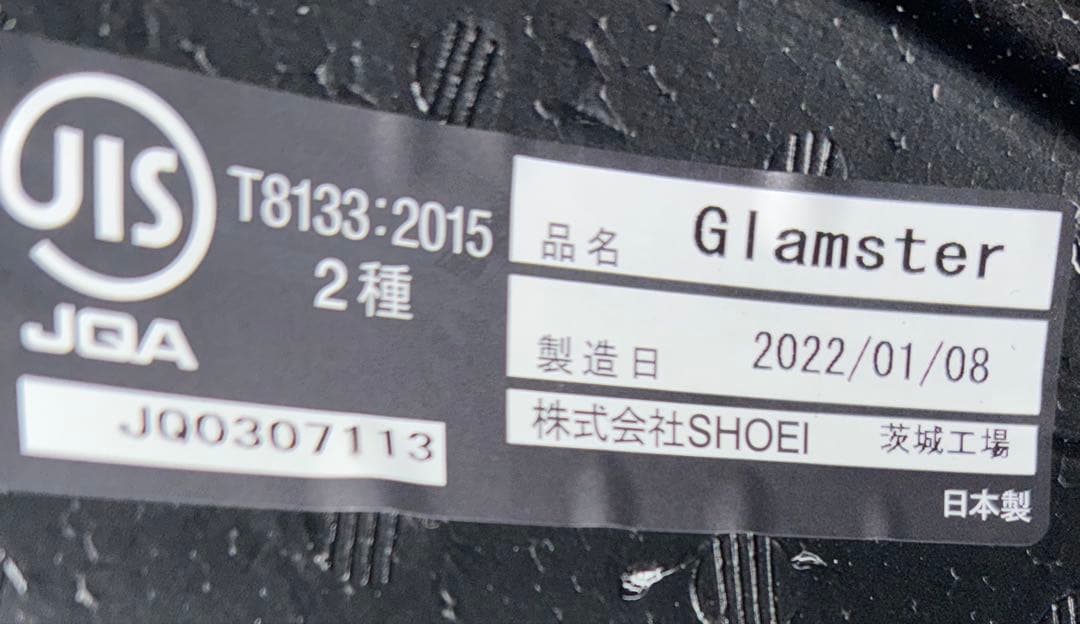 JIS
JQA
JQ0307113
T8133:2015
2種
品名 Glamster
製造日 2022/01/08
株式会社SHOEI 茨城工場
日本製